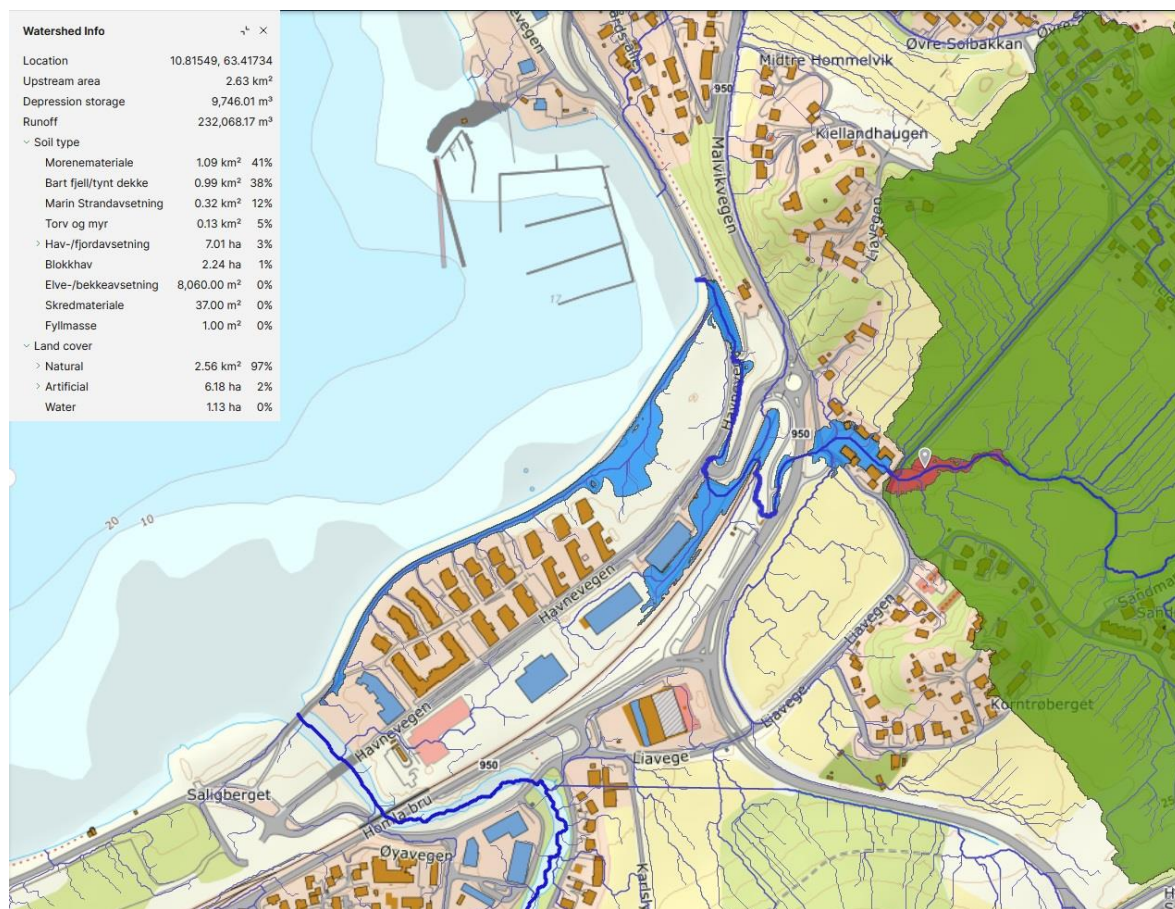 Watershed Info
Location 10.81549, 63.41734
Upstream area 2.63 km²
Depression storage 9,746.01 m³
Runoff 232,068.17 m³
Soil type
Morenemateriale 1.09 km² 41%
Bart fjell/tynt dekke 0.99 km² 38%
Marin Strandavsetning 0.32 km² 12%
Torv og myr 0.13 km² 5%
Hav-/fjordavsetning 7.01 ha 3%
Blokkhav 2.24 ha 1%
Elve-/bekkeavsetning 8,060.00 m² 0%
Skredmateriale 37.00 m² 0%
Fyllmasse 1.00 m² 0%
Land cover
Natural 2.56 km² 97%
Artificial 6.18 ha 2%
Water 1.13 ha 0%
Øvre Solbakkan
Midtre Hommelvik
950
Kiellandhaugen
Malvikvegen
Liavegen
Havnevegen
950
20
10
Havnevegen
Liavegen
Korntrøberget
Havnevegen
Liavege
950
Liavege
Saligberget
Homla bru
Øyavegen